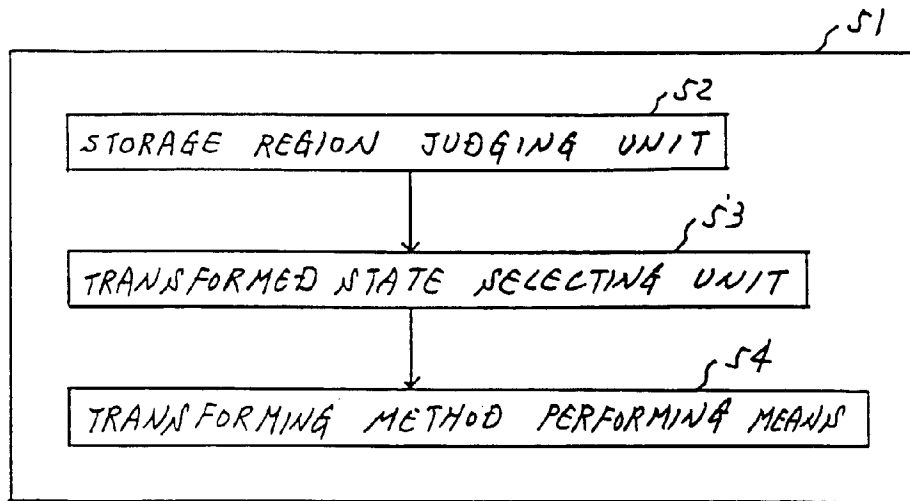 51
52
STORAGE REGION JUDGING UNIT
53
TRANSFORMED STATE SELECTING UNIT
54
TRANSFORMING METHOD PERFORMING MEANS